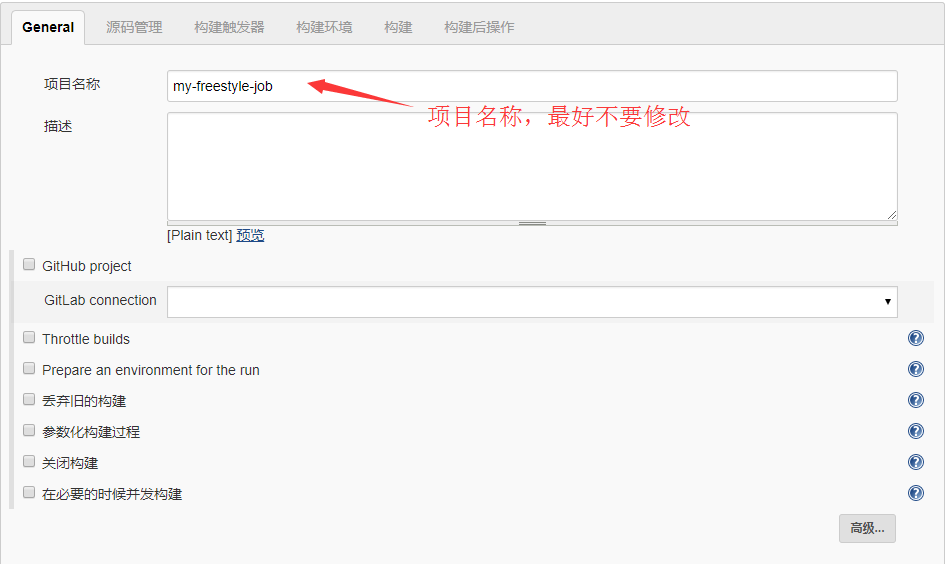 General 源码管理 构建触发器 构建环境 构建 构建后操作
项目名称 my-freestyle-job
项目名称，最好不要修改
描述
[Plain text] 预览
GitHub project
GitLab connection
Throttle builds
Prepare an environment for the run
丢弃旧的构建
参数化构建过程
关闭构建
在必要的时候并发构建
高级...